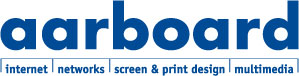 aarboard
internet | networks | screen & print design | multimedia |